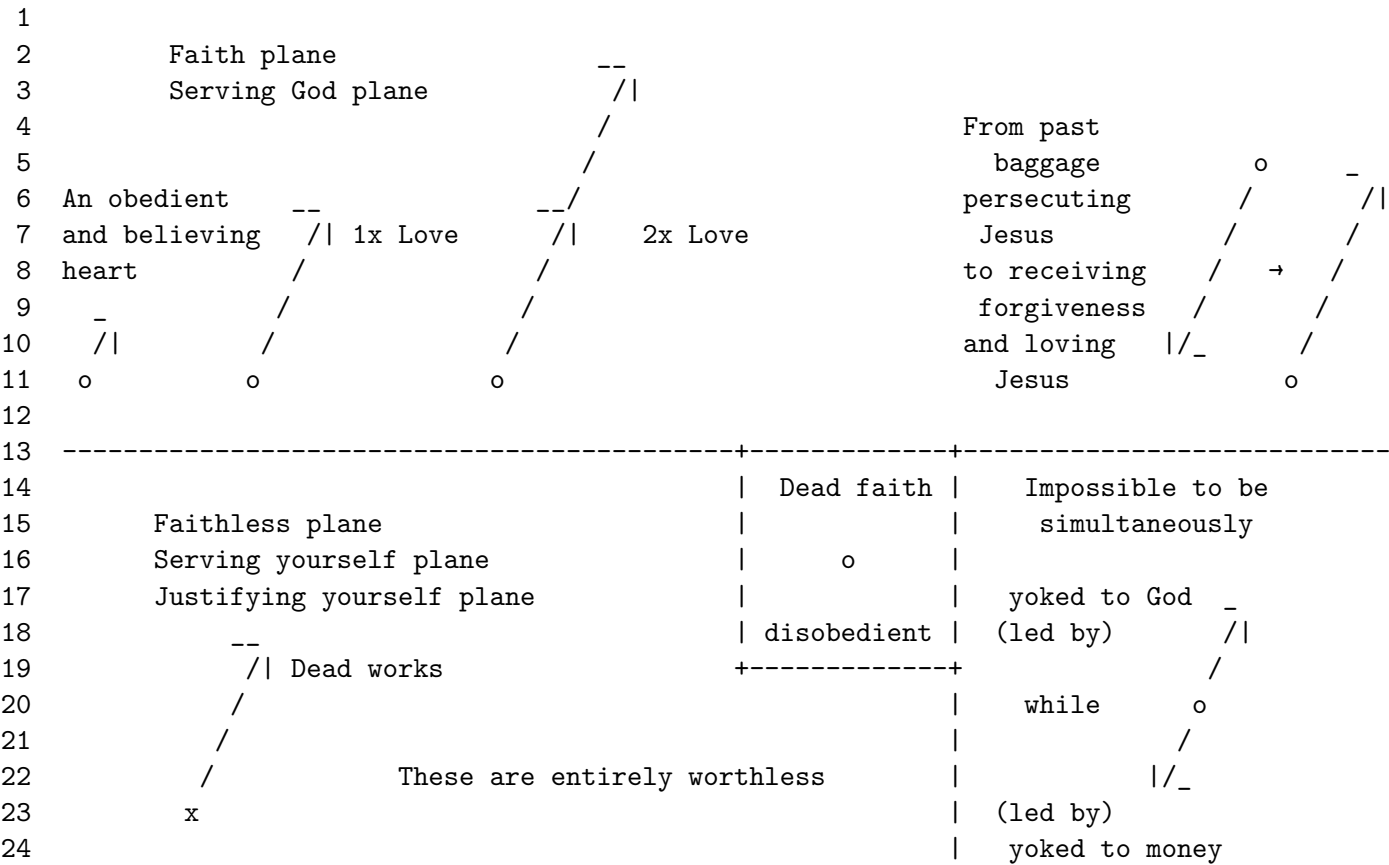 1
2         Faith plane                 __
3         Serving God plane            /|
4                                     /                       From past
5                                    /                          baggage          o     _
6  An obedient    __              __/                         persecuting       /       /|
7  and believing   /| 1x Love      /|    2x Love               Jesus           /       /
8  heart          /               /                           to receiving    /   →   /
9    _           /               /                             forgiveness   /       /
10   /|         /               /                             and loving   |/_      /
11  o          o               o                                Jesus              o
12
13 --------------------------------------------+-------------+----------------------------
14                                             |  Dead faith |    Impossible to be
15       Faithless plane                       |             |     simultaneously
16       Serving yourself plane                |      o      |
17       Justifying yourself plane             |             |   yoked to God  _
18            __                               | disobedient |  (led by)       /|
19             /| Dead works                   +-------------+                /
20            /                                              |    while      o
21           /                                               |              /
22          /            These are entirely worthless        |            |/_
23         x                                                 |  (led by)
24                                                           |   yoked to money